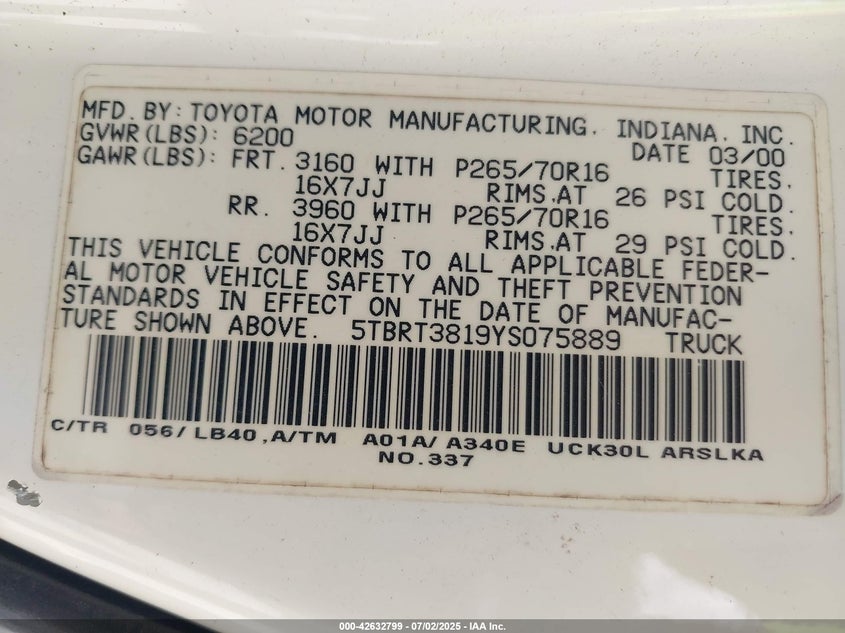 MFD. BY: TOYOTA MOTOR MANUFACTURING, INDIANA, INC.
GVWR(LBS): 6200 DATE 03/00
GAWR(LBS): FRT. 3160 WITH P265/70R16 TIRES,
16X7JJ RIMS,AT 26 PSI COLD.
RR. 3960 WITH P265/70R16 TIRES,
16X7JJ RIMS,AT 29 PSI COLD.
THIS VEHICLE CONFORMS TO ALL APPLICABLE FEDER-
AL MOTOR VEHICLE SAFETY AND THEFT PREVENTION
STANDARDS IN EFFECT ON THE DATE OF MANUFAC-
TURE SHOWN ABOVE. 5TBRT3819YS075889 TRUCK
C/TR 056/ LB40 ,A/TM A01A/ A340E UCK30L ARSLKA
NO.337
000-42632799 - 07/02/2025 - IAA Inc.